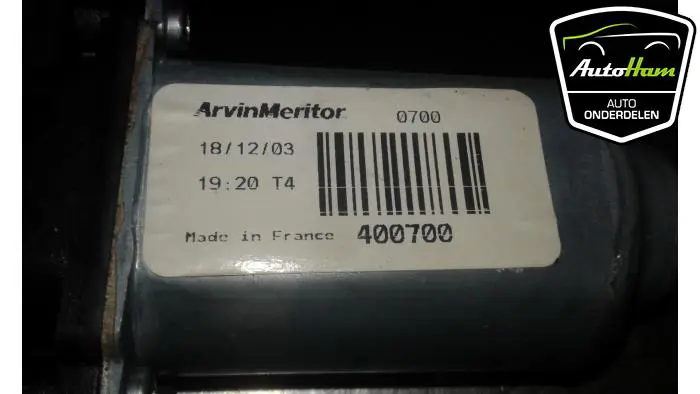 ArvinMeritor 0700
18/12/03
19:20 T4
Made in France 400700
AutoHam
AUTO
ONDERDELEN